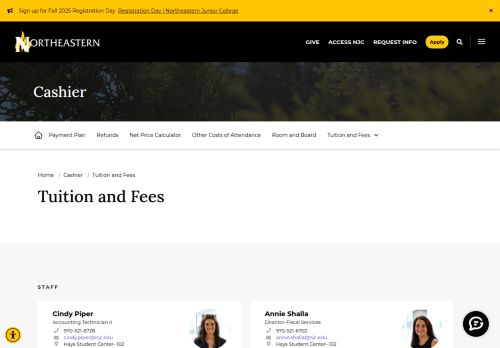 Sign up for Fall 2025 Registration Day Registration Day | Northeastern Junior College ×
NORTHEASTERN GIVE ACCESS NJC REQUEST INFO Apply
Cashier
Payment Plan Refunds Net Price Calculator Other Costs of Attendance Room and Board Tuition and Fees
Home / Cashier / Tuition and Fees
Tuition and Fees
STAFF
Cindy Piper
Accounting Technician II
970-521-6728
cindy.piper@njc.edu
Hays Student Center- 102
Annie Shalla
Director-Fiscal Services
970-521-6702
annie.shalla@njc.edu
Hays Student Center- 102